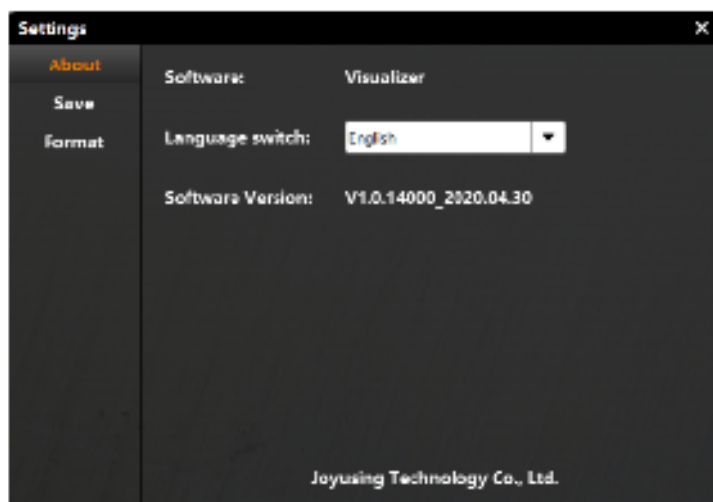 Settings
About
Save
Format
Software: Visualizer
Language switch: English
Software Version: V1.0.14000_2020.04.30
Joyusing Technology Co., Ltd.